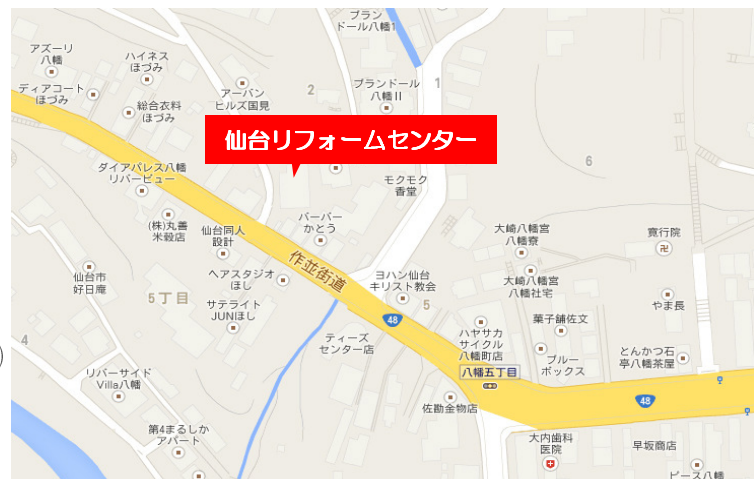 ブラン
ドール八幡1
アズーリ
八幡
ハイネス
ほづみ
ディアコート
ほづみ
総合衣料
ほづみ
アーバン
ヒルズ国見
2
ブランドール
八幡II
1
仙台リフォームセンター
6
ダイアパレス八幡
リバービュー
モクモク
香堂
(株)丸善
米穀店
仙台同人
設計
バーバー
かとう
大崎八幡宮
八幡寮
寛行院
仙台市
好日庵
5丁目
ヘアスタジオ
ほし
作並街道
ヨハン仙台
キリスト教会
5
大崎八幡宮
八幡社宅
やま長
サテライト
JUNほし
48
菓子舗佐文
4
ティーズ
センター店
ハヤサカ
サイクル
八幡町店
ブルー
ボックス
とんかつ石
亭八幡茶屋
リバーサイド
Villa八幡
八幡五丁目
48
佐勘金物店
第4まるしか
アパート
大内歯科
医院
早坂商店
ピース八幡